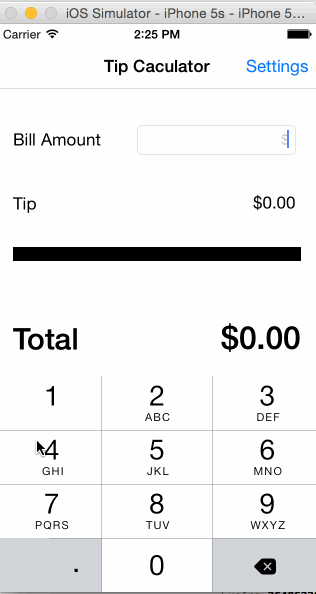 iOS Simulator - iPhone 5s - iPhone 5...
Carrier 2:25 PM
Tip Caculator Settings
Bill Amount $
Tip $0.00
Total $0.00
1 2 3
ABC DEF
4 5 6
GHI JKL MNO
7 8 9
PQRS TUV WXYZ
. 0